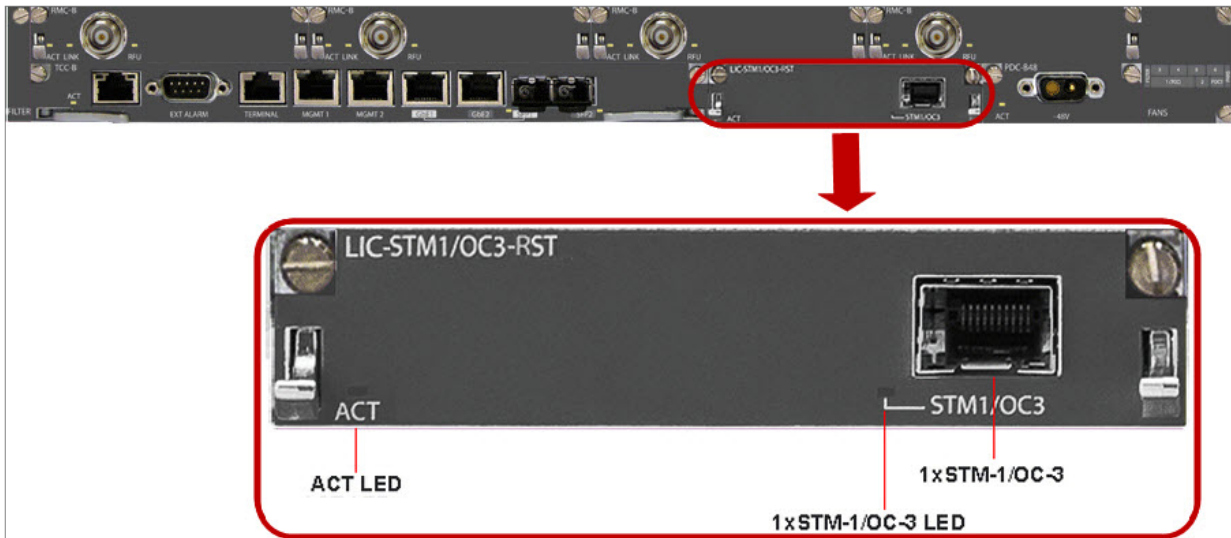 RMC-B RMC-B RMC-B RMC-B
ACT LINK RFU ACT LINK RFU ACT LINK RFU ACT LINK RFU
TCC-B LIC-STM1/OC3-RST PDC-B48
ACT
FILTER EXT ALARM TERMINAL MGMT 1 MGMT 2 GbE1 GbE2 SFP1 SFP2 ACT STM1/OC3 ACT -48V FANS
LIC-STM1/OC3-RST
ACT STM1/OC3
ACT LED
1xSTM-1/OC-3
1xSTM-1/OC-3 LED